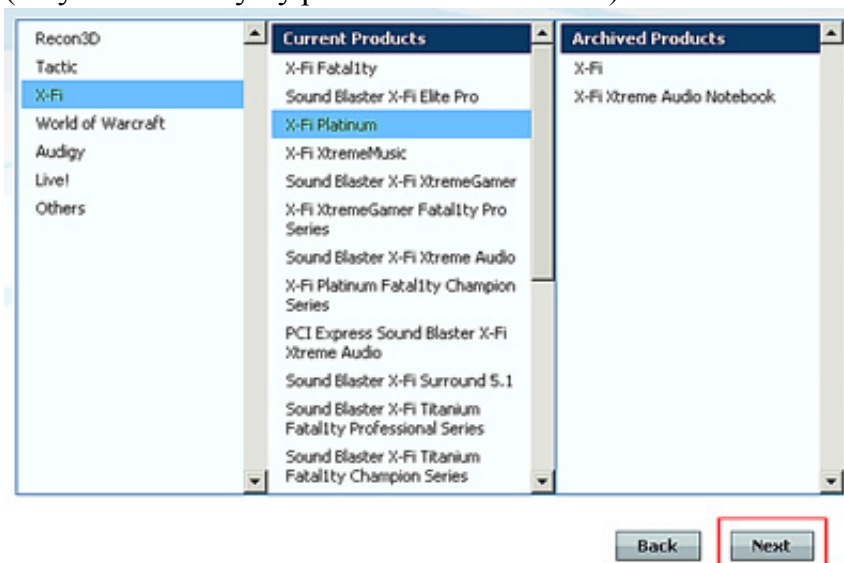 Recon3D
Tactic
X-Fi
World of Warcraft
Audigy
Live!
Others
Current Products
X-Fi Fatal1ty
Sound Blaster X-Fi Elite Pro
X-Fi Platinum
X-Fi XtremeMusic
Sound Blaster X-Fi XtremeGamer
X-Fi XtremeGamer Fatal1ty Pro
Series
Sound Blaster X-Fi Xtreme Audio
X-Fi Platinum Fatal1ty Champion
Series
PCI Express Sound Blaster X-Fi
Xtreme Audio
Sound Blaster X-Fi Surround 5.1
Sound Blaster X-Fi Titanium
Fatal1ty Professional Series
Sound Blaster X-Fi Titanium
Fatal1ty Champion Series
Archived Products
X-Fi
X-Fi Xtreme Audio Notebook
Back
Next